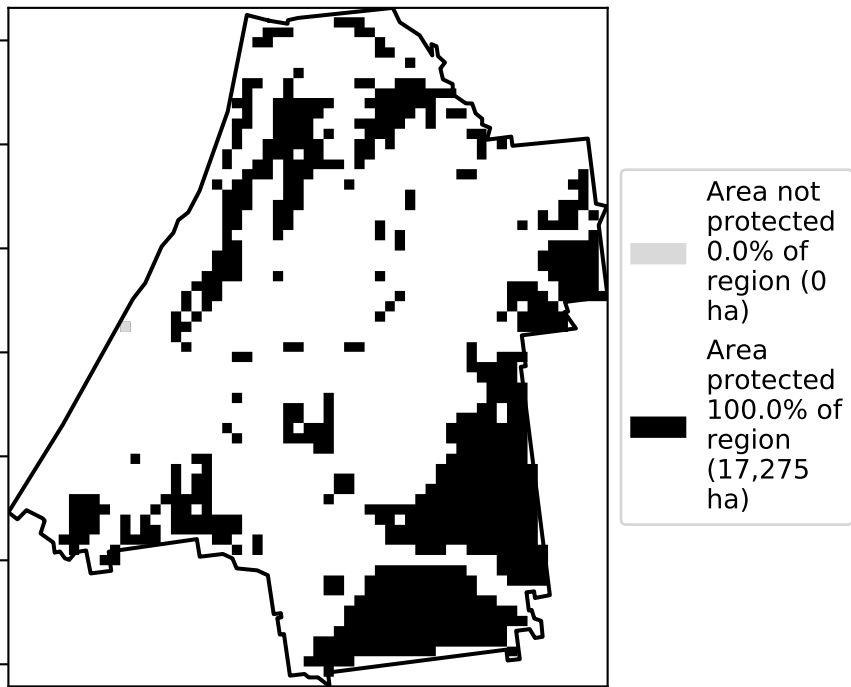 Area not
protected
0.0% of
region (0
ha)
Area
protected
100.0% of
region
(17,275
ha)